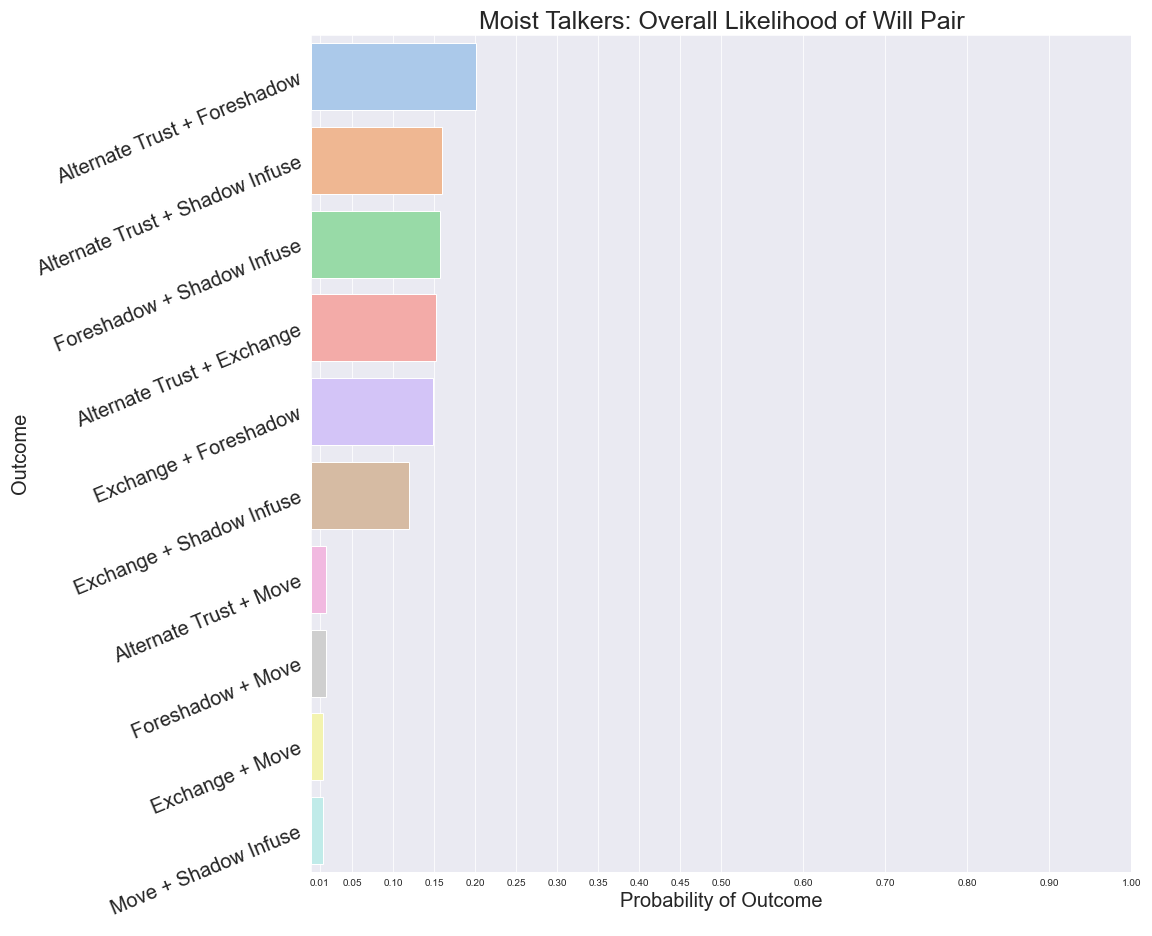 Moist Talkers: Overall Likelihood of Will Pair
Outcome
Alternate Trust + Foreshadow
Alternate Trust + Shadow Infuse
Foreshadow + Shadow Infuse
Alternate Trust + Exchange
Exchange + Foreshadow
Exchange + Shadow Infuse
Alternate Trust + Move
Foreshadow + Move
Exchange + Move
Move + Shadow Infuse
0.01 0.05 0.10 0.15 0.20 0.25 0.30 0.35 0.40 0.45 0.50 0.60 0.70 0.80 0.90 1.00
Probability of Outcome